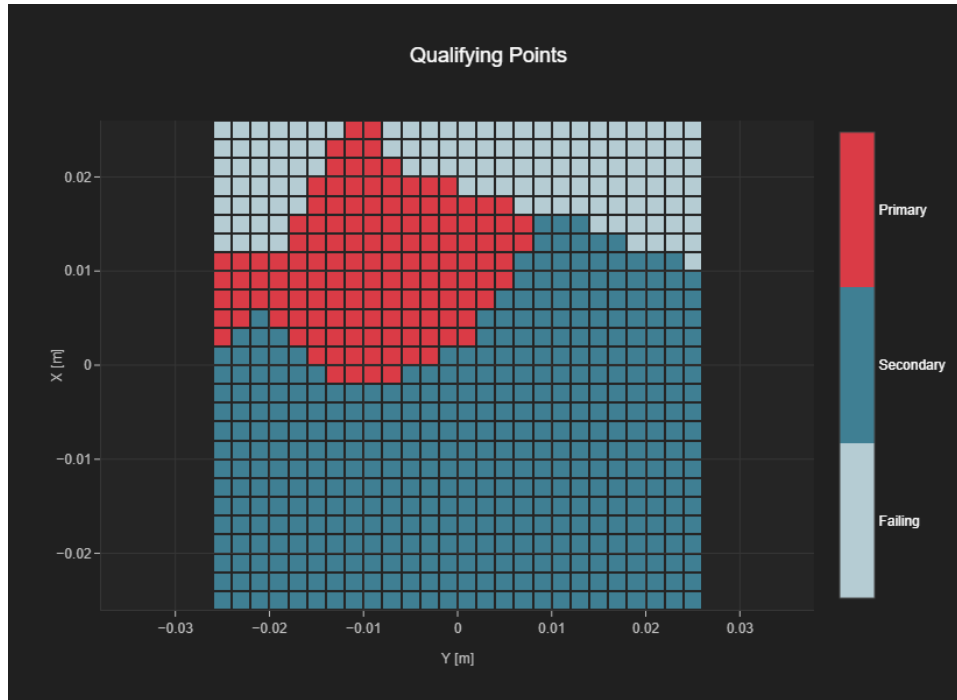 Qualifying Points
0.02
0.01
0
−0.01
−0.02
X [m]
−0.03
−0.02
−0.01
0
0.01
0.02
0.03
Y [m]
Primary
Secondary
Failing